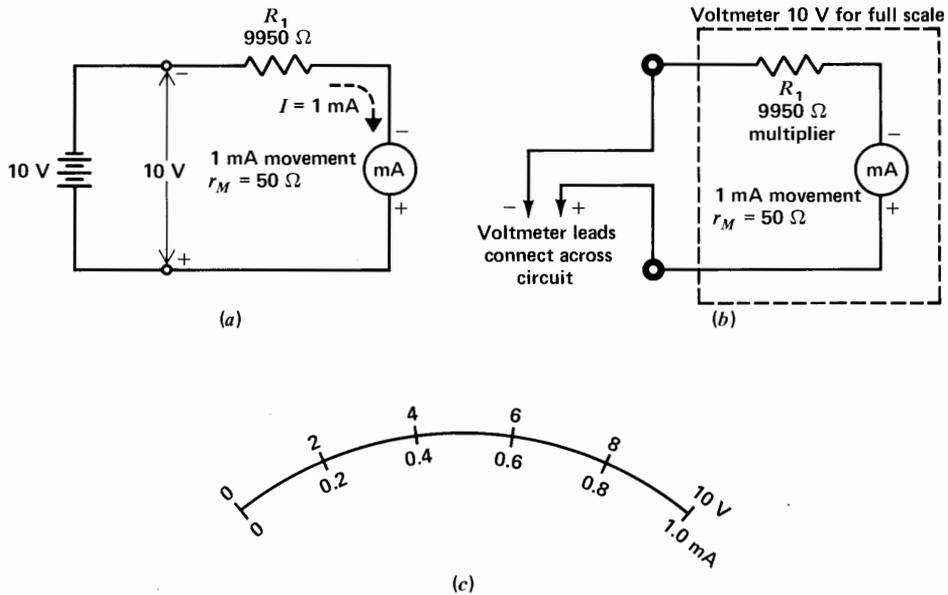 R1
9950 Ω
−
I = 1 mA
10 V
10 V
1 mA movement
rM = 50 Ω
−
mA
+
+
(a)
Voltmeter 10 V for full scale
R1
9950 Ω
multiplier
−
mA
1 mA movement
rM = 50 Ω
+
− +
Voltmeter leads
connect across
circuit
(b)
0 2 4 6 8 10 V
0 0.2 0.4 0.6 0.8 1.0 mA
(c)